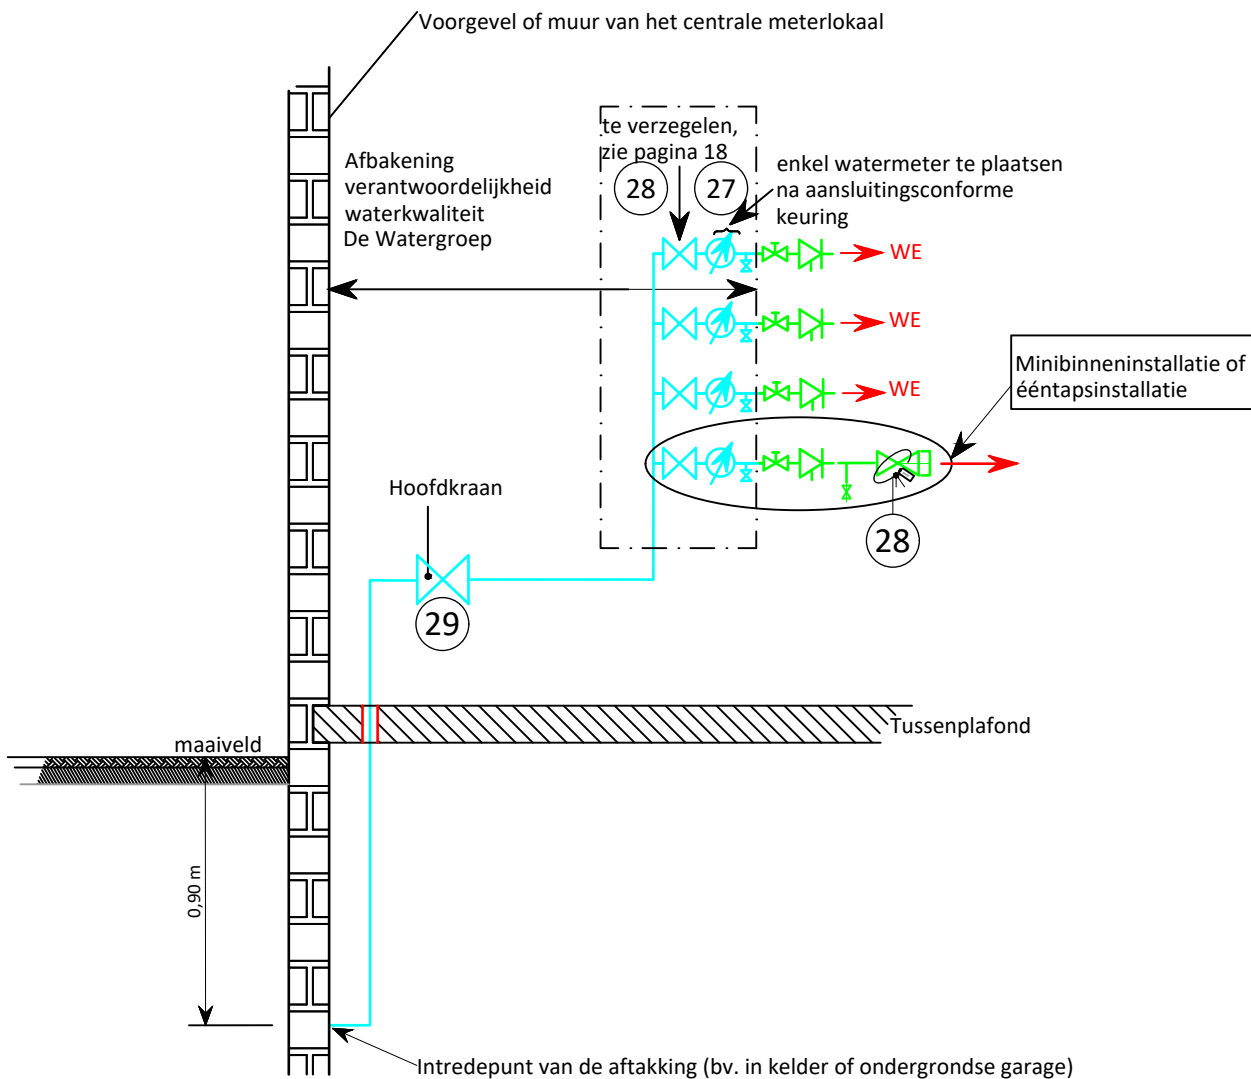 Voorgevel of muur van het centrale meterlokaal
te verzegelen,
zie pagina 18
28
27
enkel watermeter te plaatsen
na aansluitingsconforme
keuring
Afbakening
verantwoordelijkheid
waterkwaliteit
De Watergroep
WE
WE
WE
Minibinneninstallatie of
ééntapsinstallatie
28
Hoofdkraan
29
Tussenplafond
maaiveld
0,90 m
Intredepunt van de aftakking (bv. in kelder of ondergrondse garage)